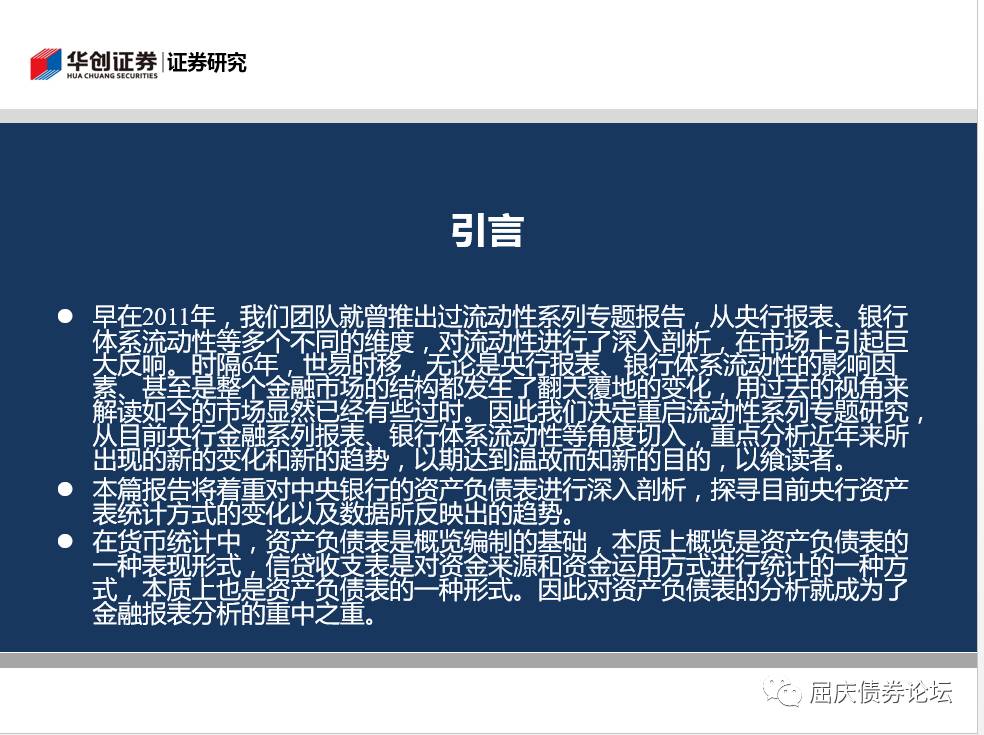 华创证券 证券研究
HUA CHUANG SECURITIES
引言
● 早在2011年，我们团队就曾推出过流动性系列专题报告，从央行报表、银行
体系流动性等多个不同的维度，对流动性进行了深入剖析，在市场上引起巨
大反响。时隔6年，世易时移，无论是央行报表、银行体系流动性的影响因
素、甚至是整个金融市场的结构都发生了翻天覆地的变化，用过去的视角来
解读如今的市场显然已经有些过时。因此我们决定重启流动性系列专题研究，
从目前央行金融系列报表、银行体系流动性等角度切入，重点分析近年来所
出现的新的变化和新的趋势，以期达到温故而知新的目的，以飨读者。
● 本篇报告将着重对中央银行的资产负债表进行深入剖析，探寻目前央行资产
表统计方式的变化以及数据所反映出的趋势。
● 在货币统计中，资产负债表是概览编制的基础，本质上概览是资产负债表的
一种表现形式，信贷收支表是对资金来源和资金运用方式进行统计的一种方
式，本质上也是资产负债表的一种形式。因此对资产负债表的分析就成为了
金融报表分析的重中之重。
屈庆债券论坛